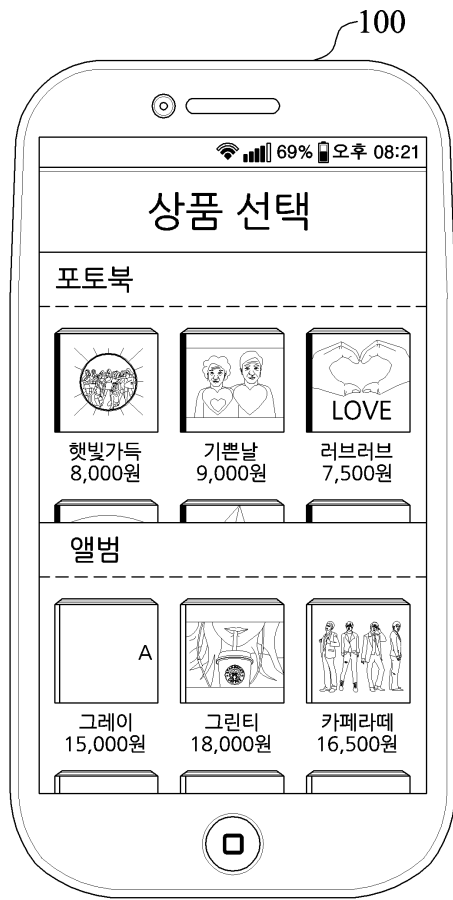 100
69% 오후 08:21
상품 선택
포토북
LOVE
햇빛가득 기쁜날 러브러브
8,000원 9,000원 7,500원
앨범
A
그레이 그린티 카페라떼
15,000원 18,000원 16,500원